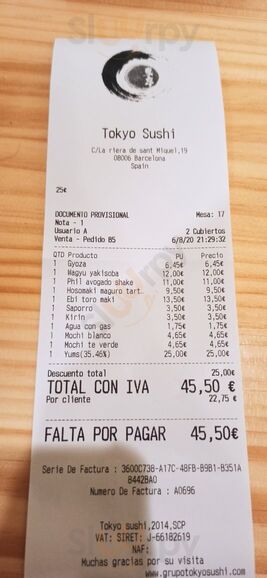 Tokyo Sushi
C/La riera de sant Miquel,19
08006 Barcelona
Spain
25€
DOCUMENTO PROVISIONAL Mesa: 17
Nota - 1
Usuario A 2 Cubiertos
Venta - Pedido B5 6/8/20 21:29:32
QTD Producto PU Precio
1 Gyoza 6,45€ 6,45€
1 Wagyu yakisoba 12,00€ 12,00€
1 Phil avogado shake 11,00€ 11,00€
1 Hosomaki maguro tart. 9,50€ 9,50€
1 Ebi toro maki 13,50€ 13,50€
1 Saporro 3,50€ 3,50€
1 Kirin 3,50€ 3,50€
1 Agua con gas 1,75€ 1,75€
1 Mochi blanco 4,65€ 4,65€
1 Mochi te verde 4,65€ 4,65€
1 Yums(35.46%) 25,00€ 25,00€
Descuento total 25,00€
TOTAL CON IVA 45,50 €
Por cliente 22,75 €
FALTA POR PAGAR 45,50€
Serie De Factura : 3600C738-A17C-48FB-B9B1-B351A
8442BA0
Numero De Factura : A0696
Tokyo sushi,2014,SCP
VAT: SIRET: J-66182619
NAF:
Muchas gracias por su visita
www.grupotokyosushi.com